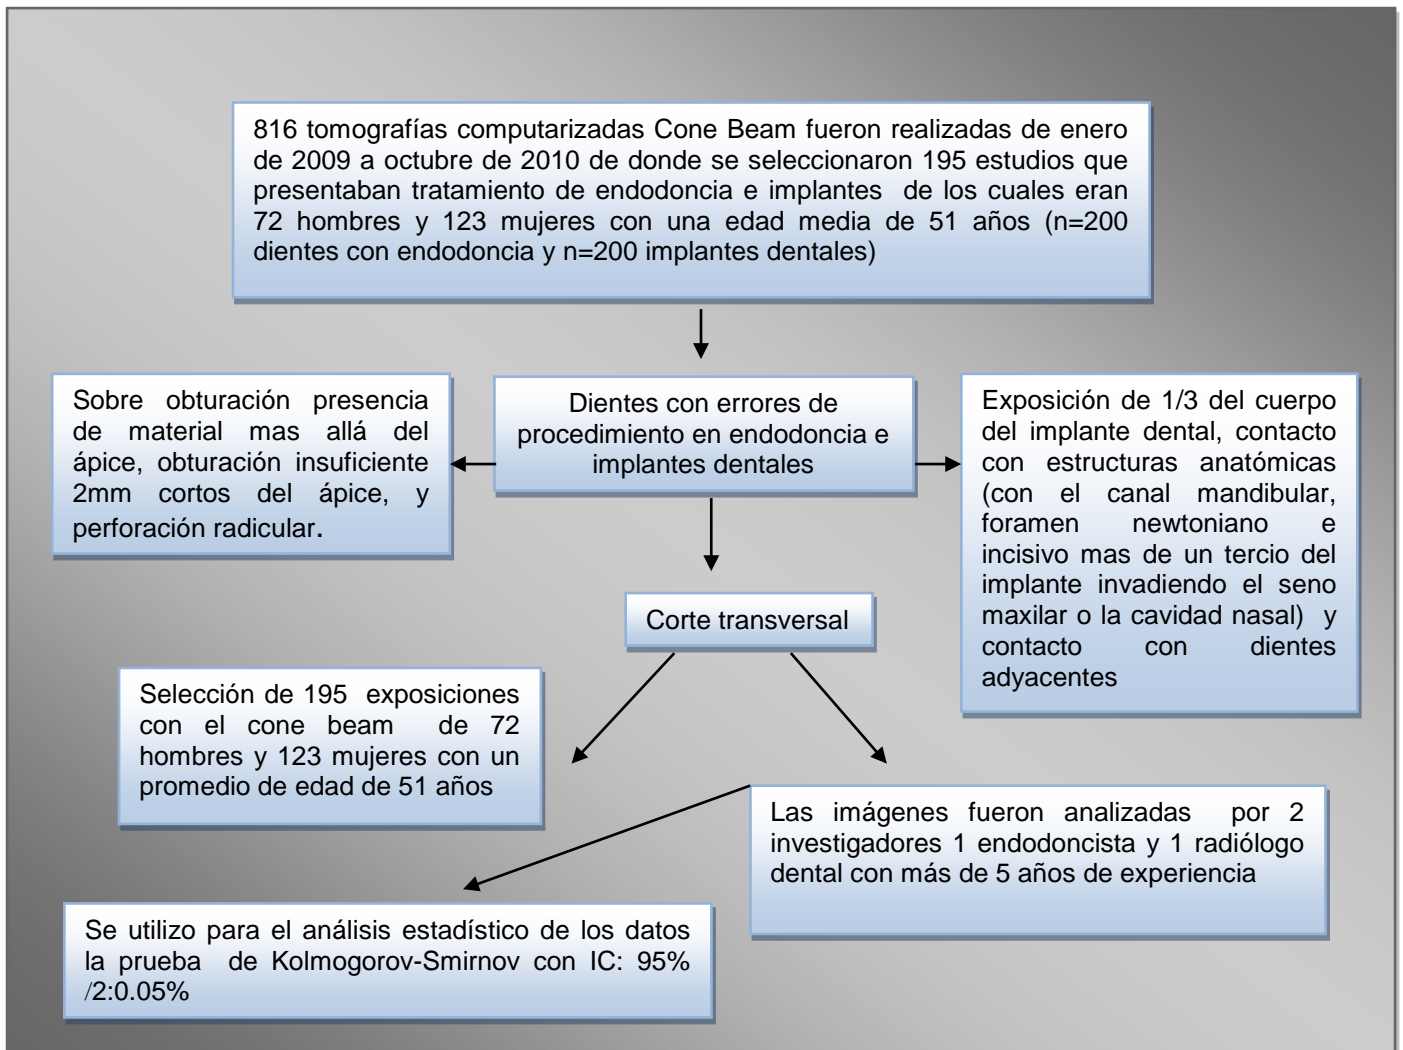 816 tomografías computarizadas Cone Beam fueron realizadas de enero
de 2009 a octubre de 2010 de donde se seleccionaron 195 estudios que
presentaban tratamiento de endodoncia e implantes de los cuales eran
72 hombres y 123 mujeres con una edad media de 51 años (n=200
dientes con endodoncia y n=200 implantes dentales)
Sobre obturación presencia
de material mas allá del
ápice, obturación insuficiente
2mm cortos del ápice, y
perforación radicular.
Dientes con errores de
procedimiento en endodoncia e
implantes dentales
Exposición de 1/3 del cuerpo
del implante dental, contacto
con estructuras anatómicas
(con el canal mandibular,
foramen newtoniano e
incisivo mas de un tercio del
implante invadiendo el seno
maxilar o la cavidad nasal) y
contacto con dientes
adyacentes
Corte transversal
Selección de 195 exposiciones
con el cone beam de 72
hombres y 123 mujeres con un
promedio de edad de 51 años
Las imágenes fueron analizadas por 2
investigadores 1 endodoncista y 1 radiólogo
dental con más de 5 años de experiencia
Se utilizo para el análisis estadístico de los datos
la prueba de Kolmogorov-Smirnov con IC: 95%
/2:0.05%